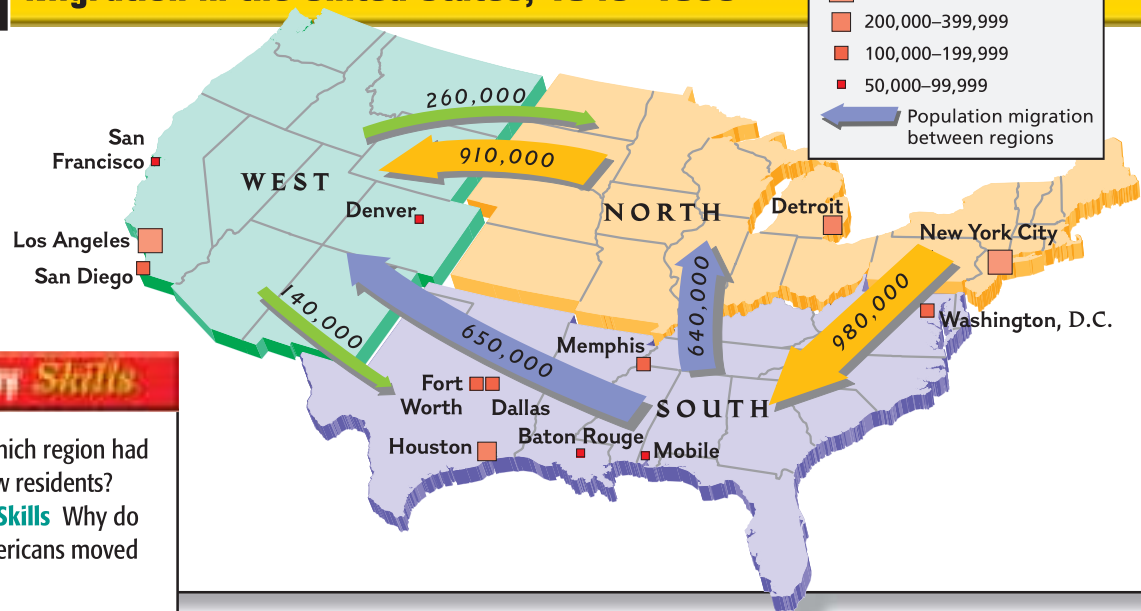 200,000–399,999
100,000–199,999
50,000–99,999
Population migration
between regions
260,000
910,000
San
Francisco
WEST
NORTH
Denver
Detroit
New York City
Los Angeles
San Diego
140,000
650,000
640,000
980,000
Washington, D.C.
Memphis
Fort
Worth
Dallas
SOUTH
Baton Rouge
Houston
Mobile
Skills
hich region had
w residents?
Skills Why do
ericans moved